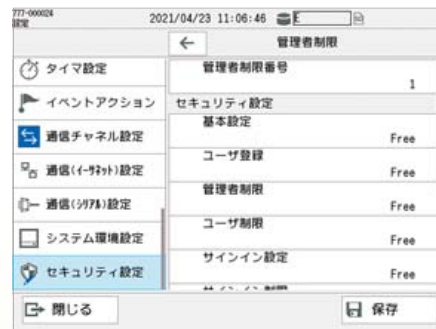 777-000024
設定
2021/04/23 11:06:46
E
管理者制限
タイマ設定
イベントアクション
通信チャネル設定
通信(イーサネット)設定
通信(シリアル)設定
システム環境設定
セキュリティ設定
閉じる
管理者制限番号
1
セキュリティ設定
基本設定
Free
ユーザ登録
Free
管理者制限
Free
ユーザ制限
Free
サインイン設定
Free
保存